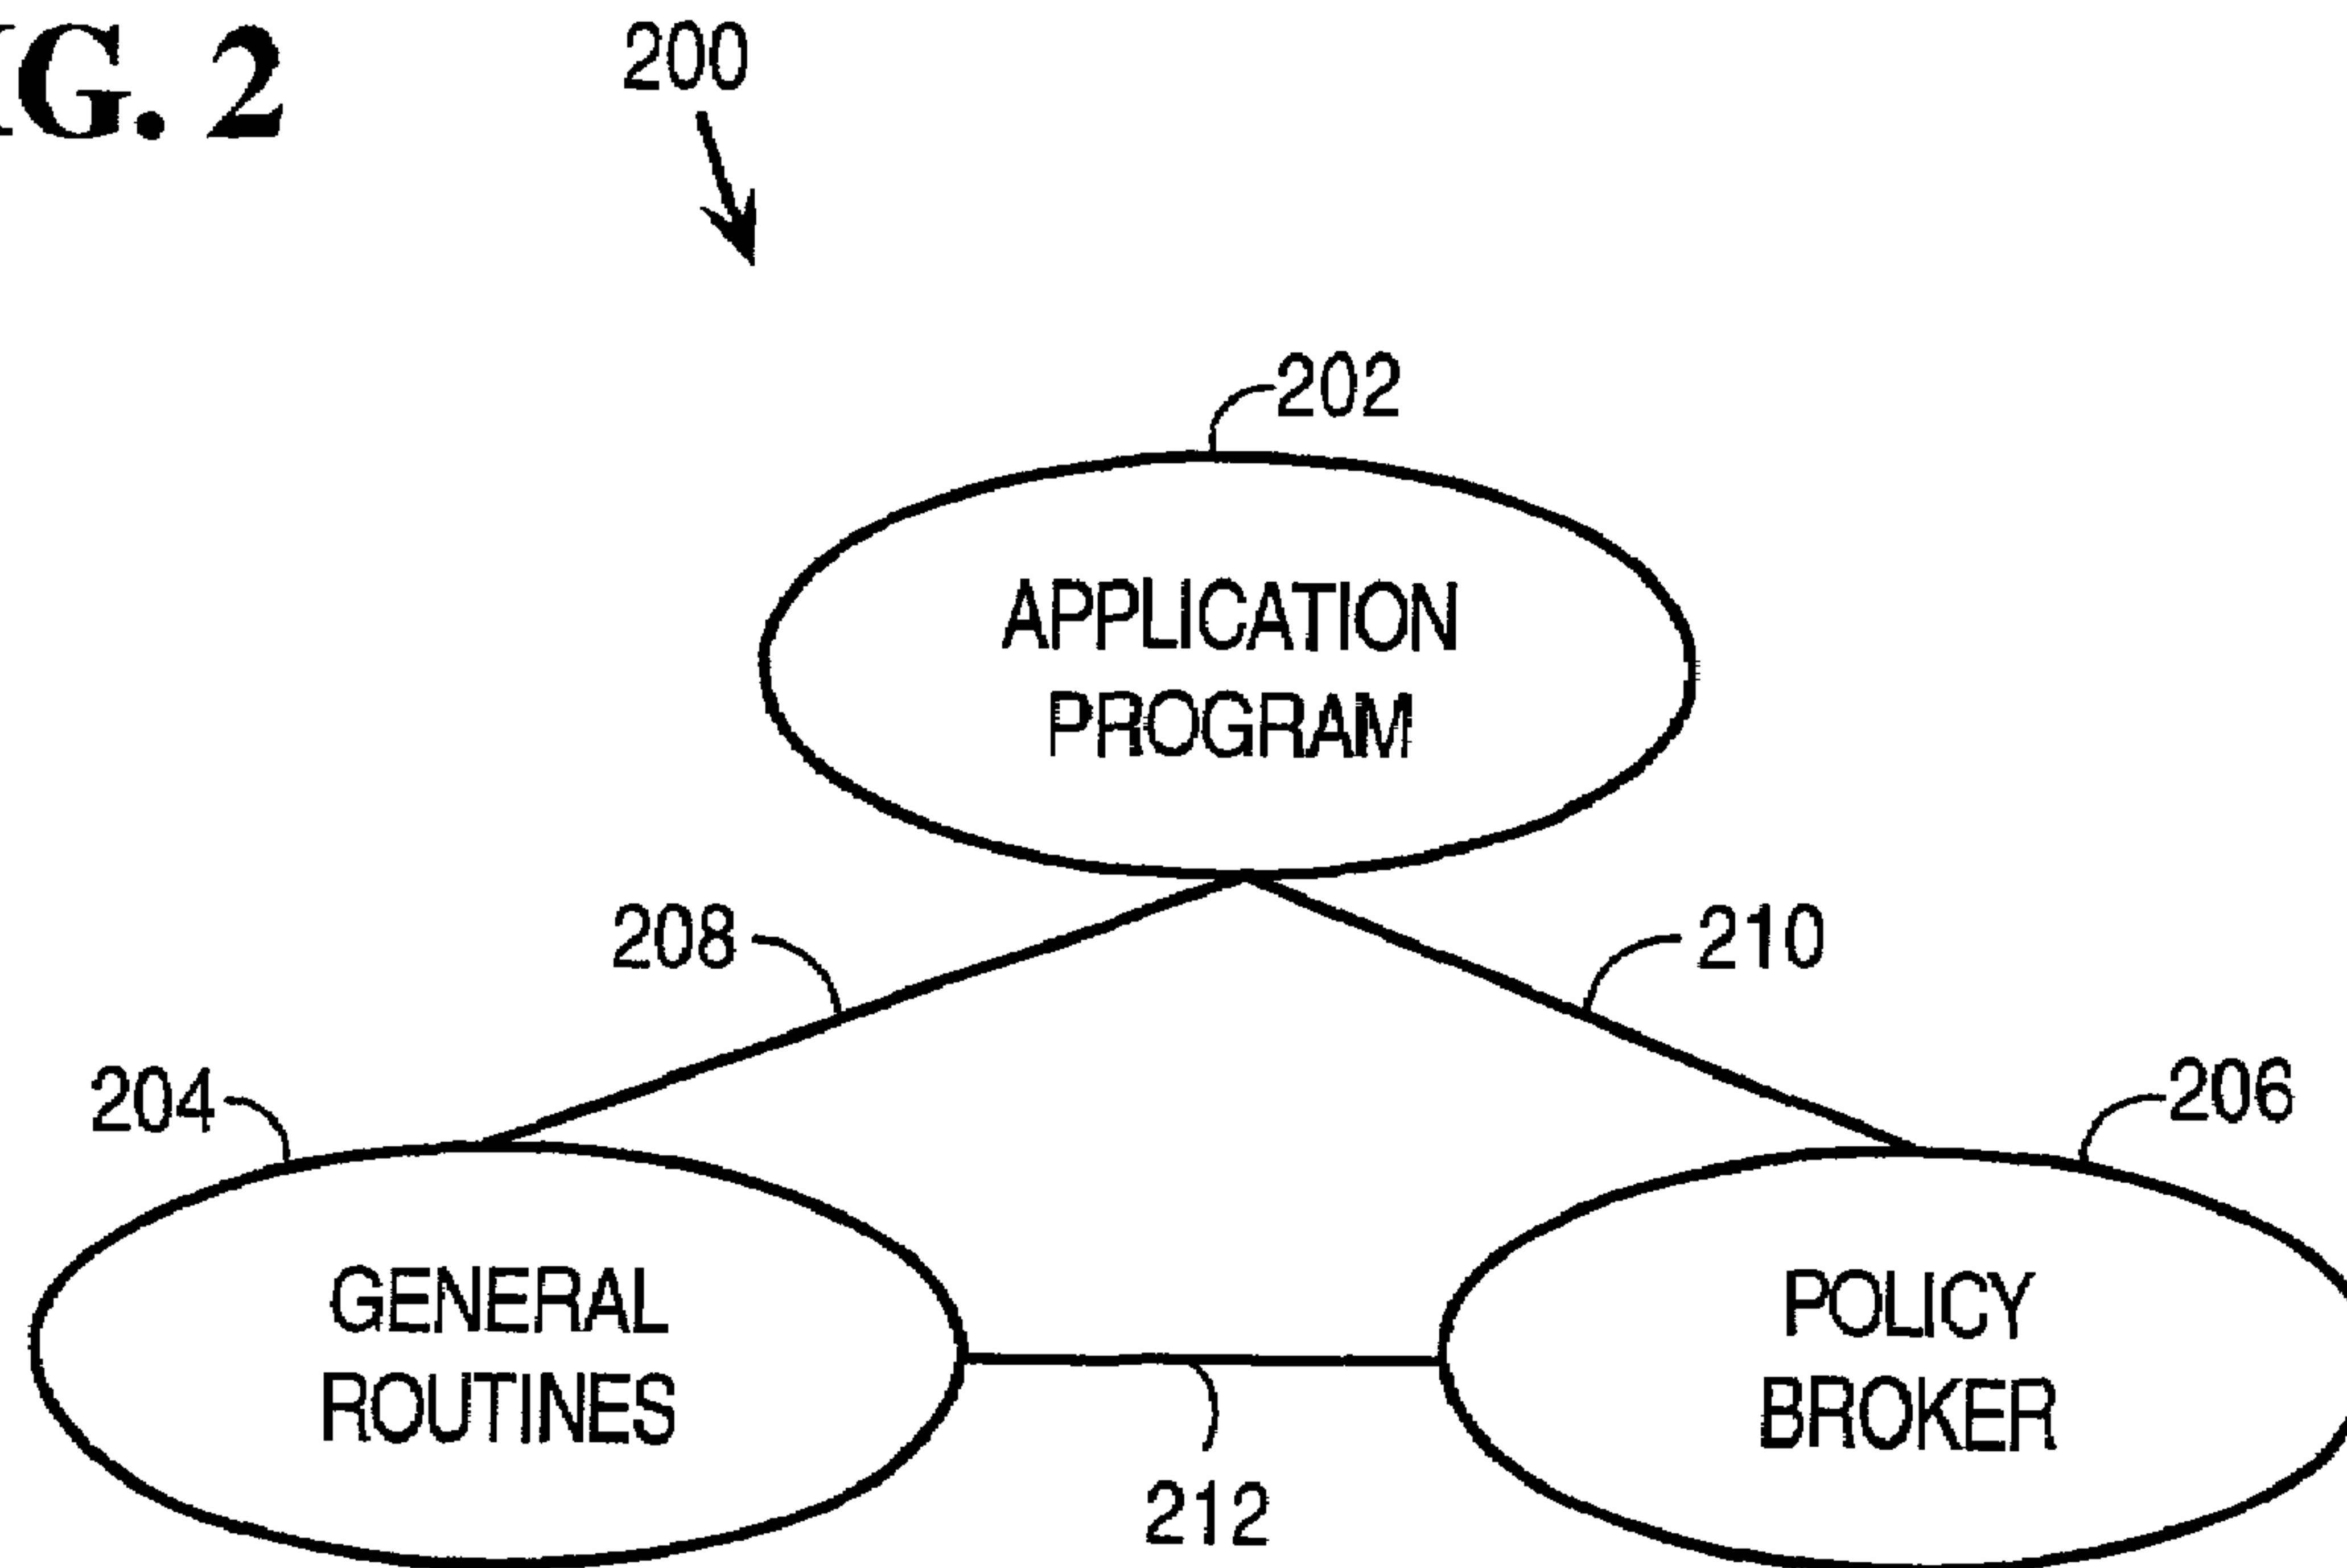 IG. 2
200
202
APPLICATION
PROGRAM
208
210
204
206
GENERAL
ROUTINES
POLICY
BROKER
212